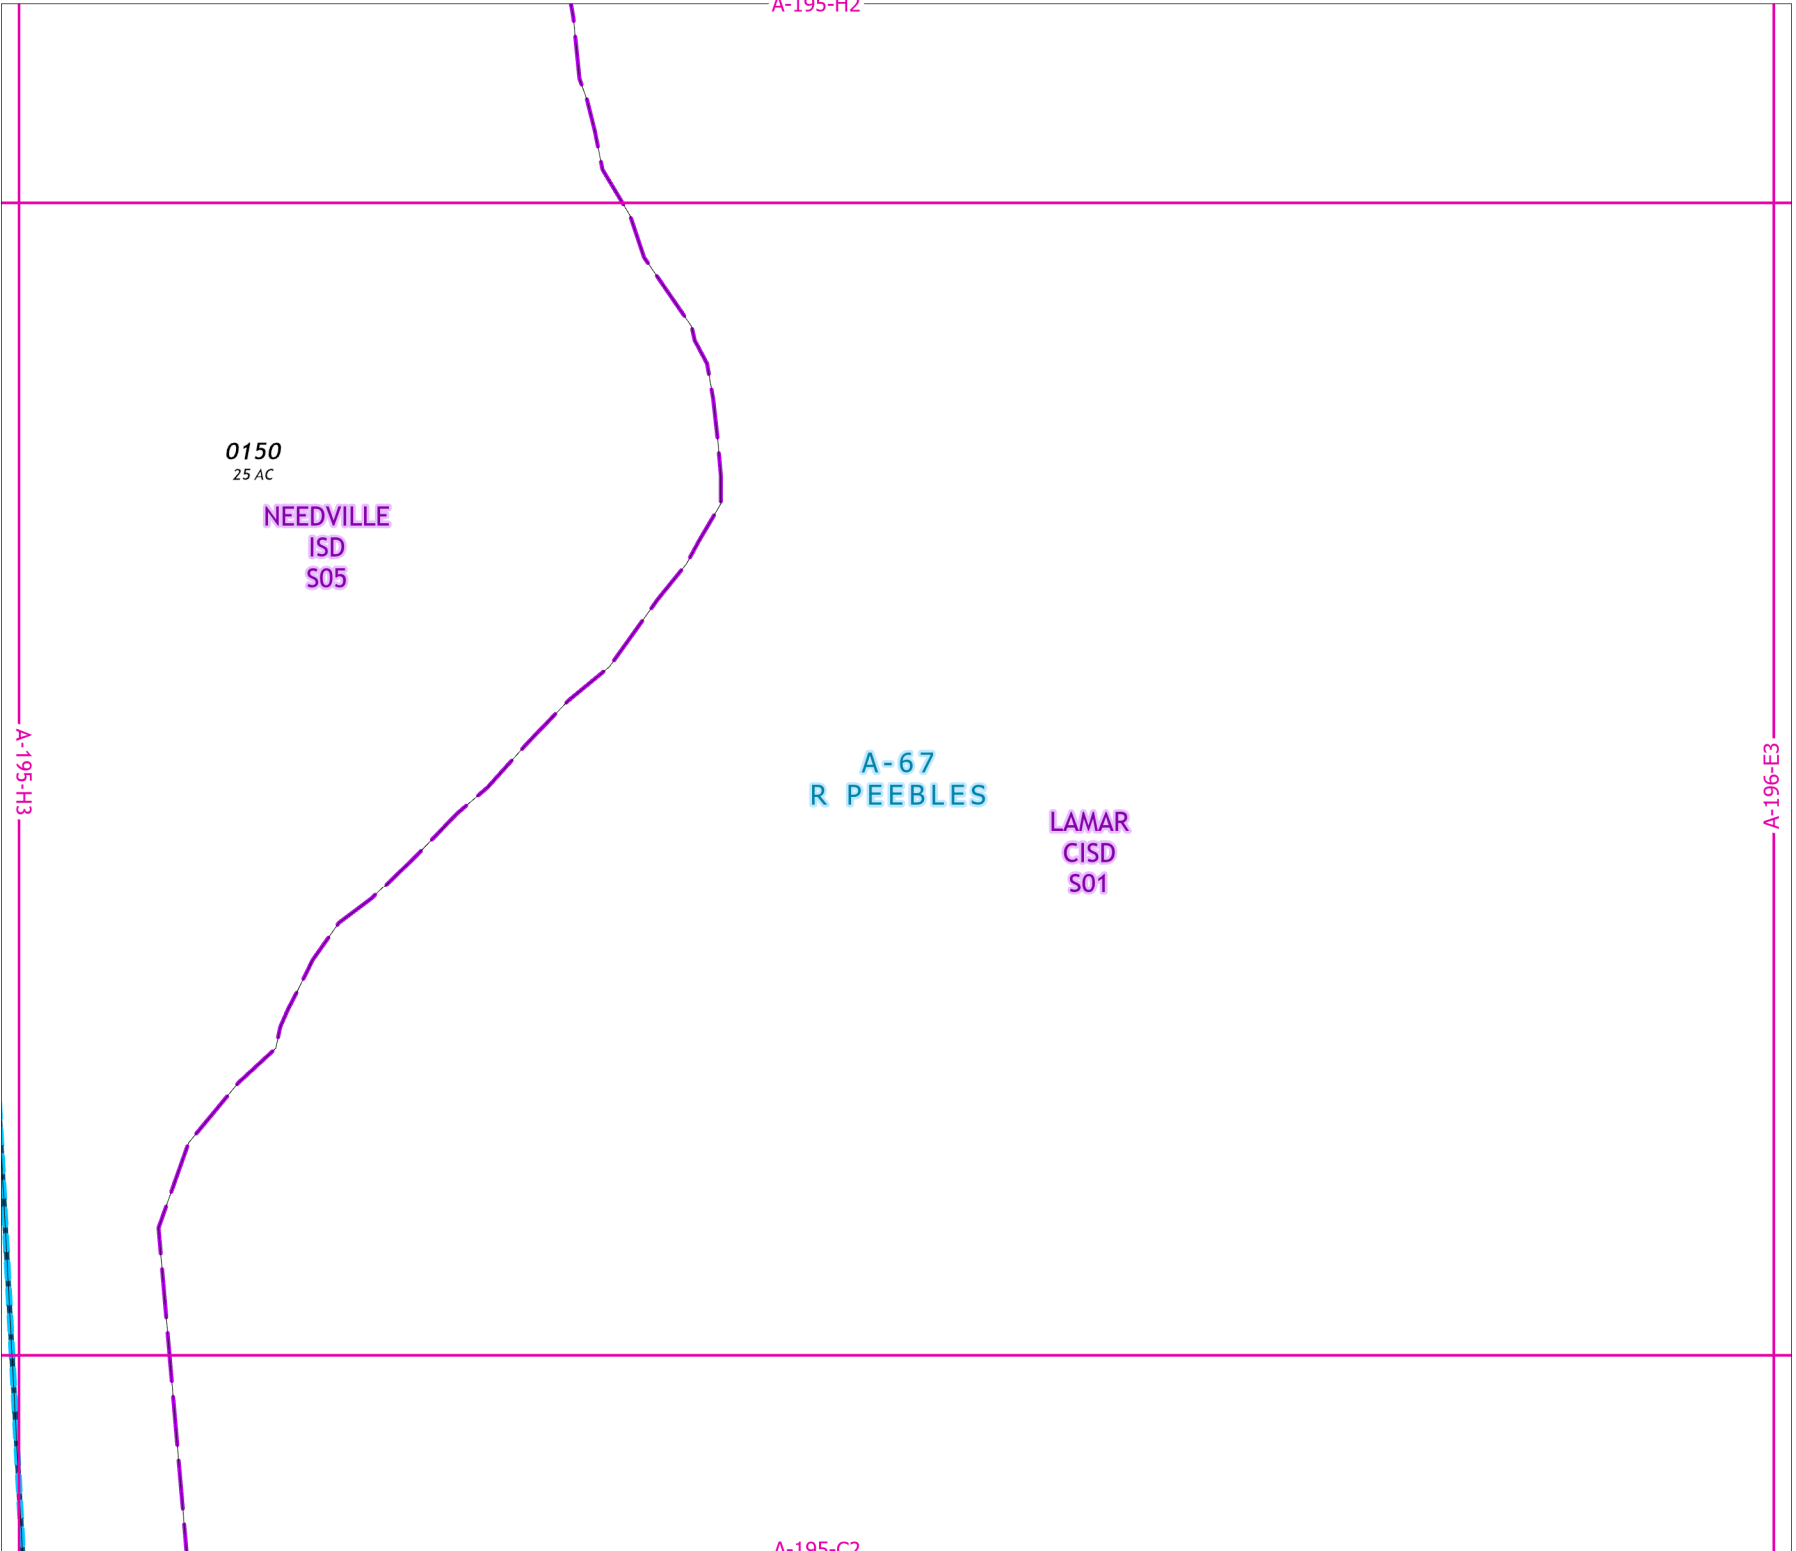 A-195-H2
0150
25 AC
NEEDVILLE
ISD
S05
A-195-H3
A-67
R PEEBLES
LAMAR
CISD
S01
A-196-E3
A-195-C2